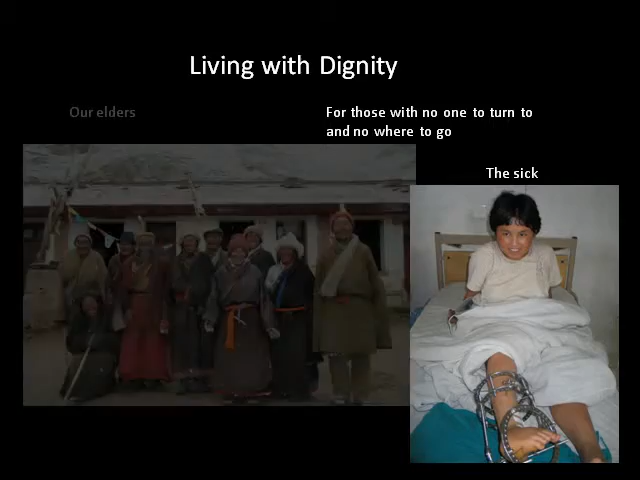 Living with Dignity
Our elders
For those with no one to turn to
and no where to go
The sick